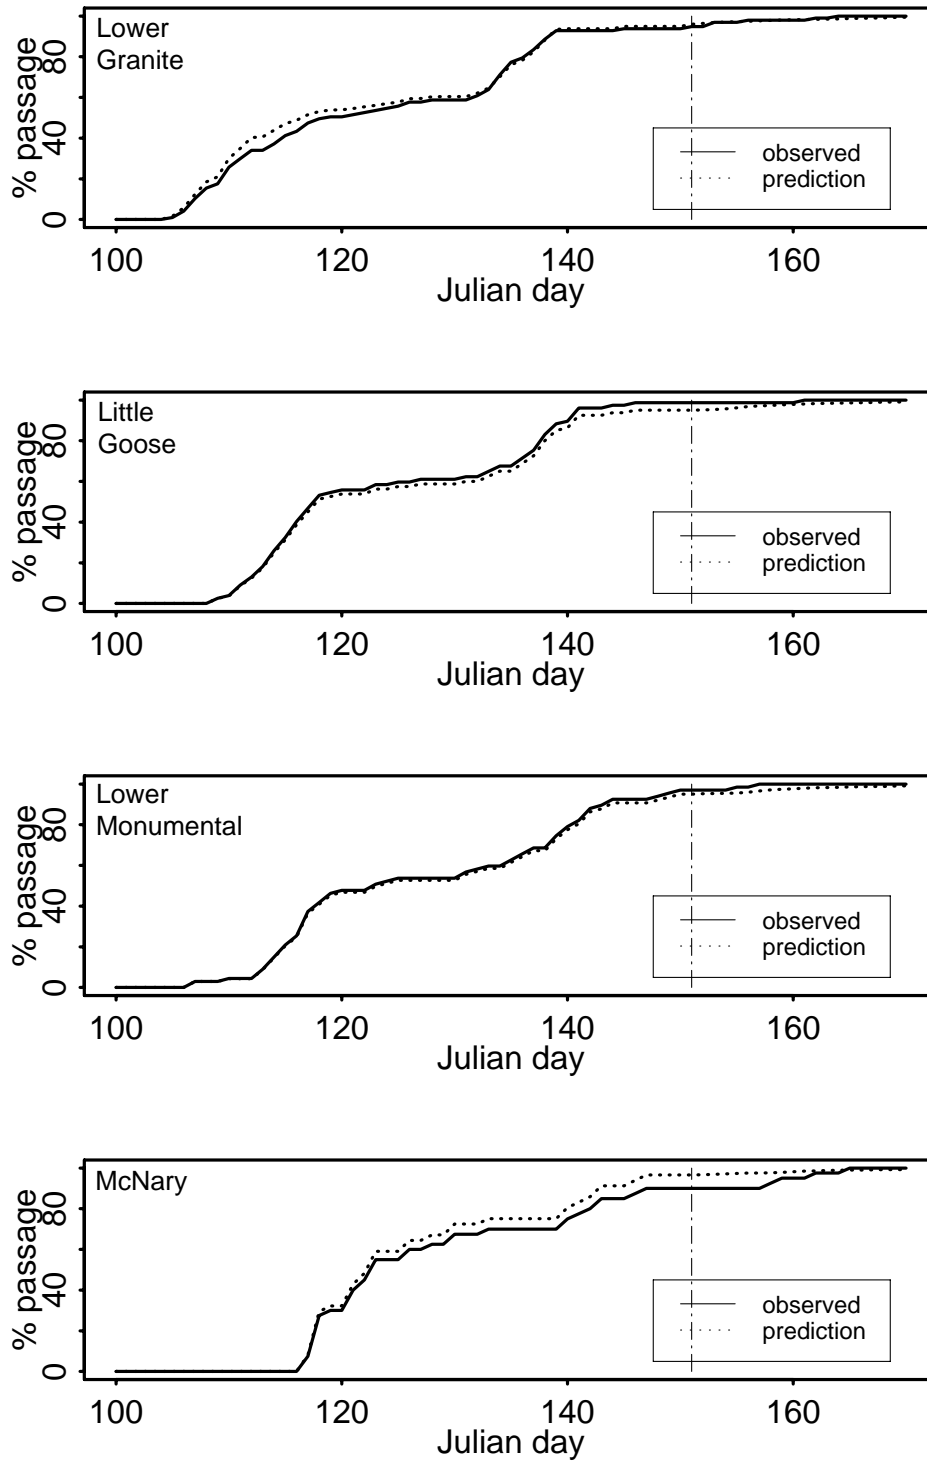 Lower
Granite
% passage
0 40 80
observed
prediction
100 120 140 160
Julian day
Little
Goose
% passage
0 40 80
observed
prediction
100 120 140 160
Julian day
Lower
Monumental
% passage
0 40 80
observed
prediction
100 120 140 160
Julian day
McNary
% passage
0 40 80
observed
prediction
100 120 140 160
Julian day